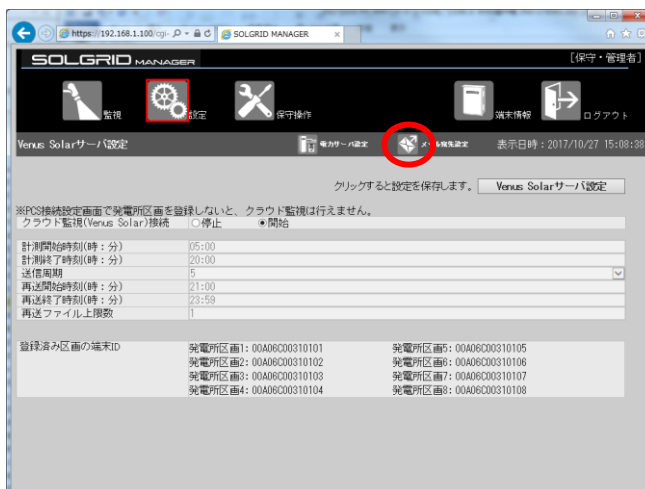 https://192.168.1.100/cgi-
SOLGRID MANAGER
SOLGRID MANAGER
[保守・管理者]
監視
設定
保守操作
端末情報
ログアウト
Venus Solarサーバ設定
電力サーバ設定
メール宛先設定
表示日時：2017/10/27 15:08:38
クリックすると設定を保存します。
Venus Solarサーバ設定
※PCS接続設定画面で発電所区画を登録しないと、クラウド監視は行えません。
クラウド監視(Venus Solar)接続 ○停止 ◉開始
計測開始時刻(時：分) 05:00
計測終了時刻(時：分) 20:00
送信周期 5
再送開始時刻(時：分) 21:00
再送終了時刻(時：分) 23:59
再送ファイル上限数 1
登録済み区画の端末ID
発電所区画1: 00A06C00310101 発電所区画5: 00A06C00310105
発電所区画2: 00A06C00310102 発電所区画6: 00A06C00310106
発電所区画3: 00A06C00310103 発電所区画7: 00A06C00310107
発電所区画4: 00A06C00310104 発電所区画8: 00A06C00310108